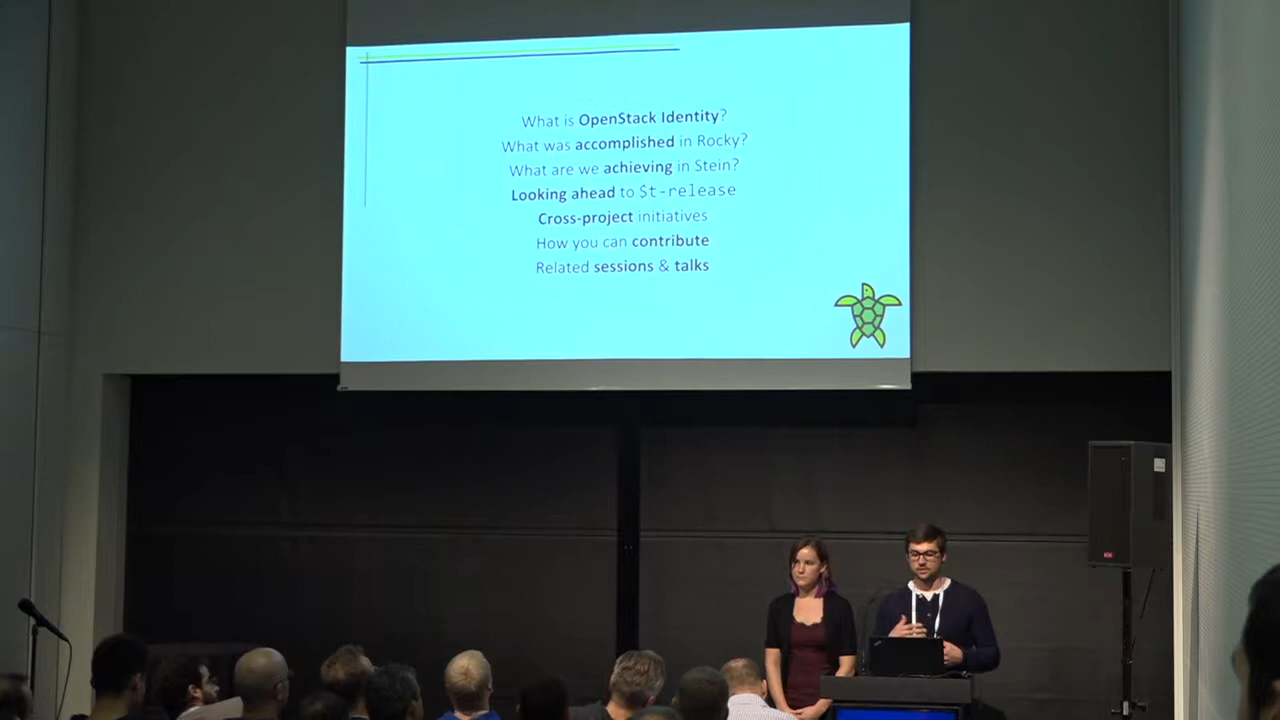 What is OpenStack Identity?
What was accomplished in Rocky?
What are we achieving in Stein?
Looking ahead to $t-release
Cross-project initiatives
How you can contribute
Related sessions & talks